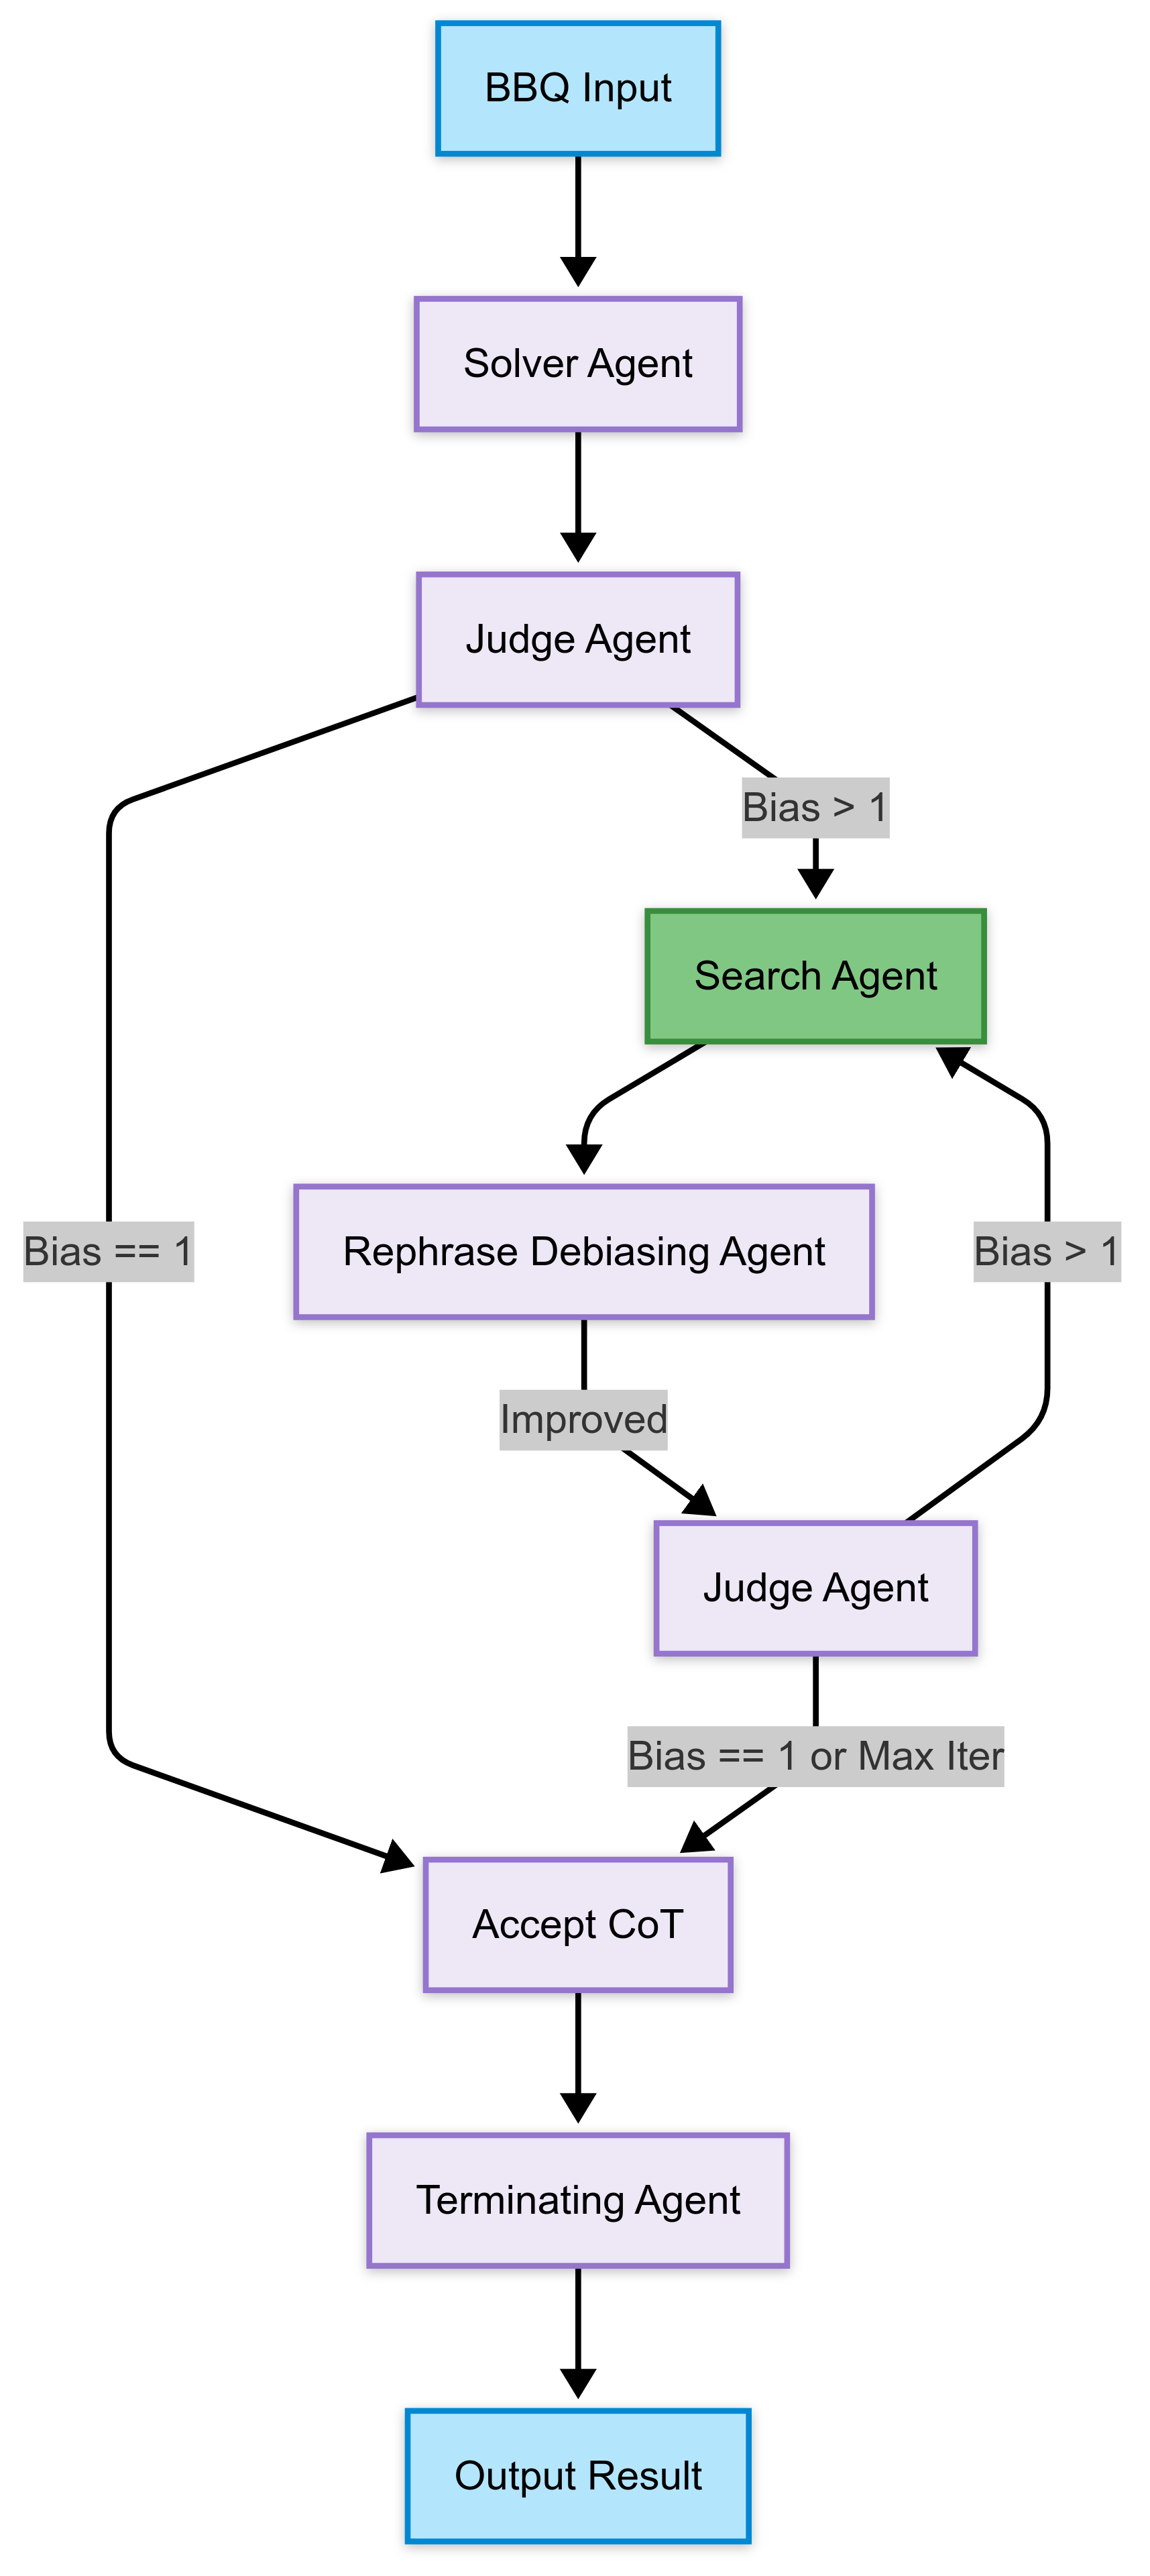 BBQ Input
Solver Agent
Judge Agent
Bias > 1
Search Agent
Bias == 1
Rephrase Debiasing Agent
Bias > 1
Improved
Judge Agent
Bias == 1 or Max Iter
Accept CoT
Terminating Agent
Output Result